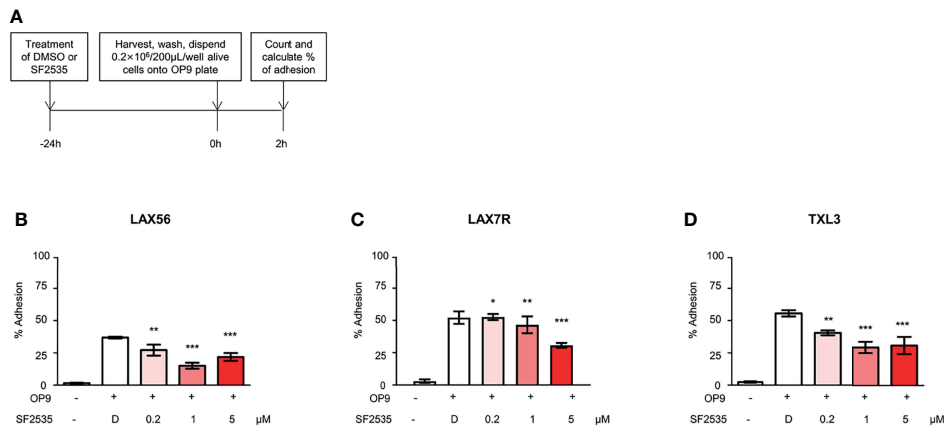 A
Treatment
of DMSO or
SF2535
Harvest, wash, dispend
0.2×10⁶/200μL/well alive
cells onto OP9 plate
Count and
calculate %
of adhesion
-24h 0h 2h
B LAX56
% Adhesion
100
75
50
25
0
** *** ***
OP9 - + + + +
SF2535 - D 0.2 1 5 μM
C LAX7R
% Adhesion
100
75
50
25
0
* ** ***
OP9 - + + + +
SF2535 - D 0.2 1 5 μM
D TXL3
% Adhesion
100
75
50
25
0
** *** ***
OP9 - + + + +
SF2535 - D 0.2 1 5 μM